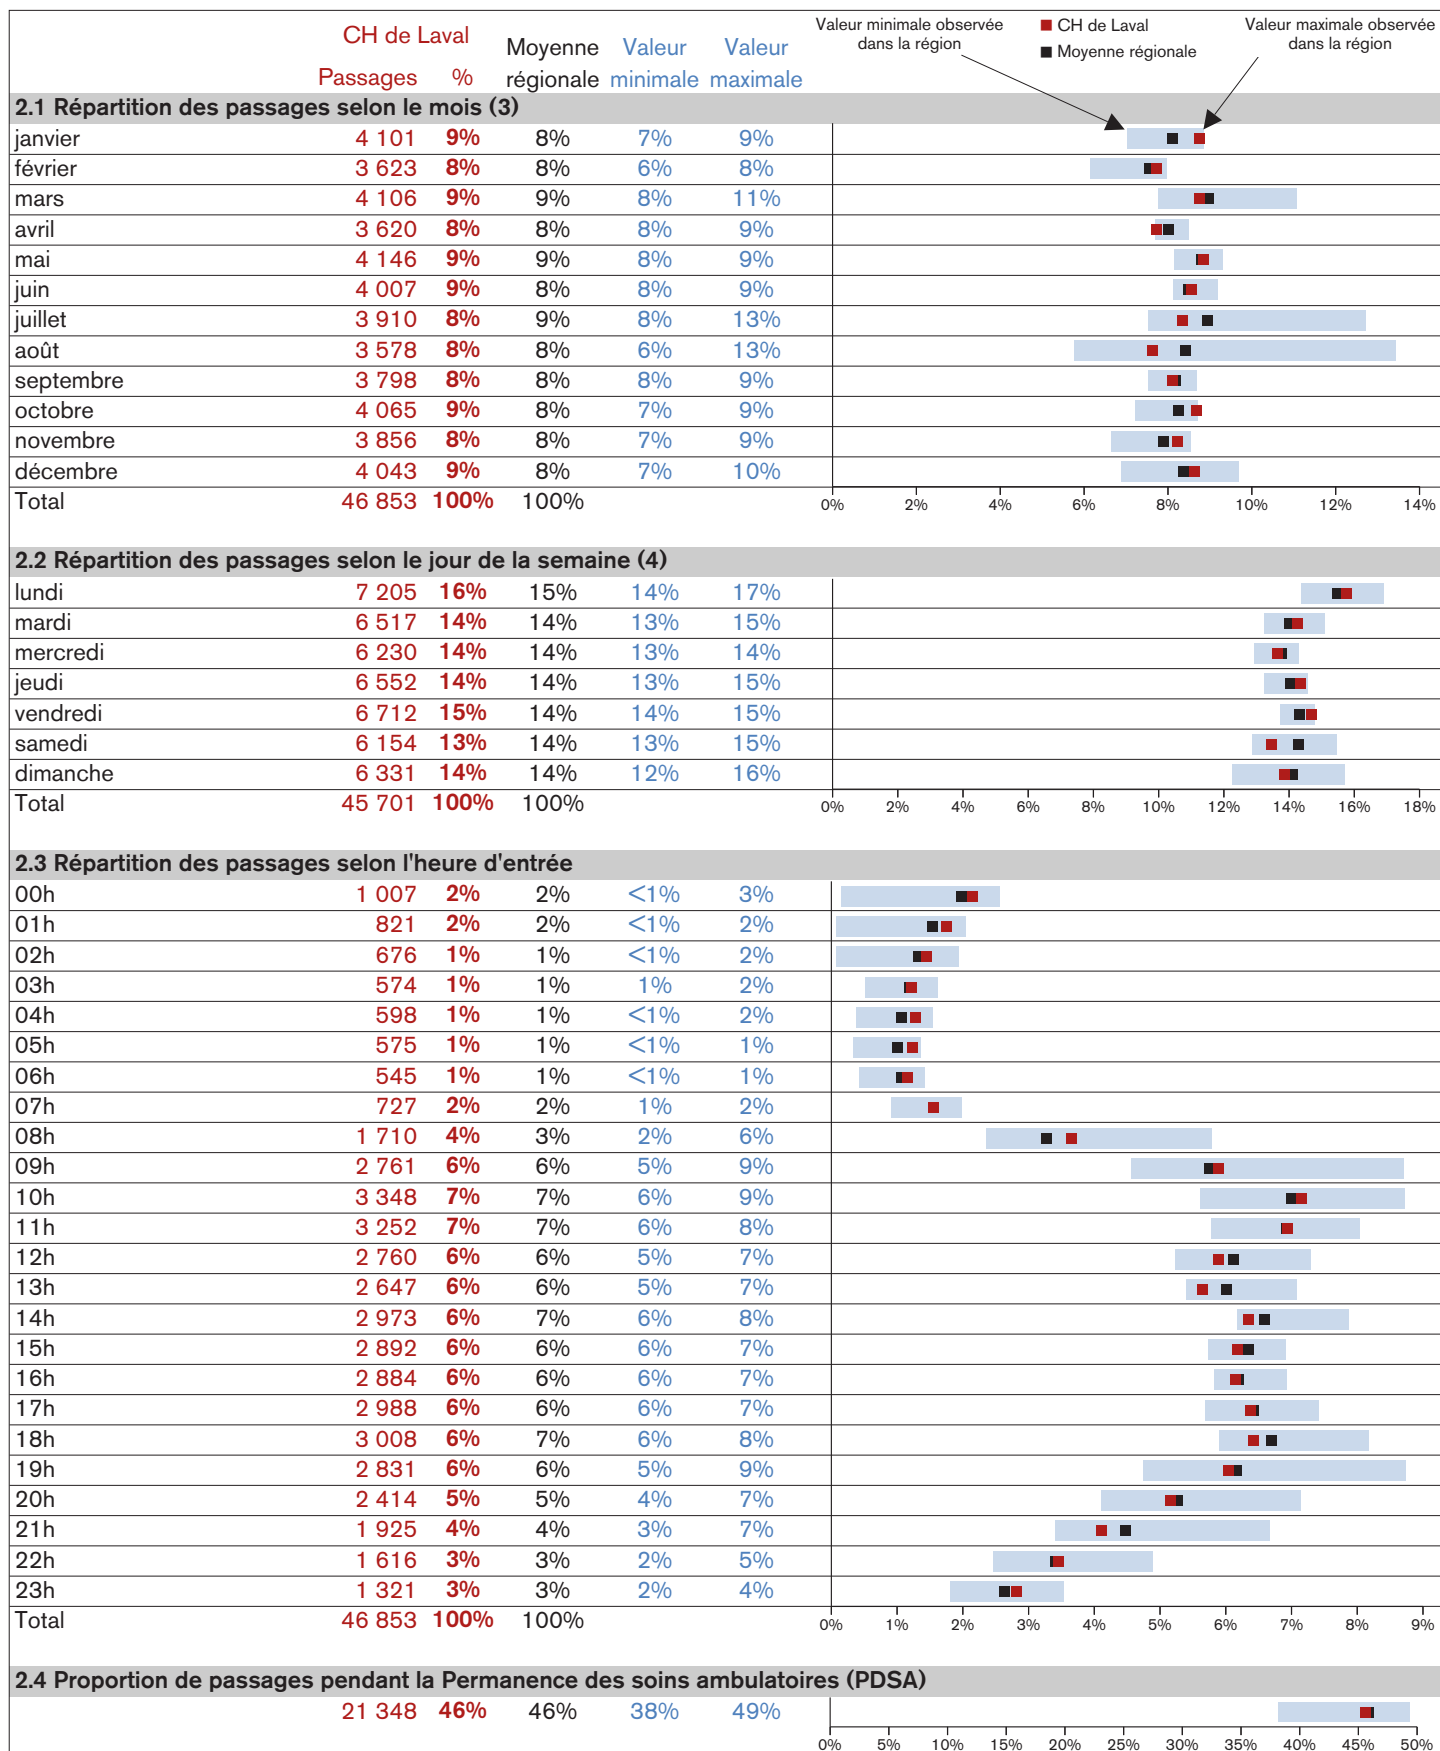 CH de Laval
Moyenne Valeur Valeur
Passages % régionale minimale maximale
Valeur minimale observée
dans la région
CH de Laval
Moyenne régionale
Valeur maximale observée
dans la région
2.1 Répartition des passages selon le mois (3)
janvier 4 101 9% 8% 7% 9%
février 3 623 8% 8% 6% 8%
mars 4 106 9% 9% 8% 11%
avril 3 620 8% 8% 8% 9%
mai 4 146 9% 9% 8% 9%
juin 4 007 9% 8% 8% 9%
juillet 3 910 8% 9% 8% 13%
août 3 578 8% 8% 6% 13%
septembre 3 798 8% 8% 8% 9%
octobre 4 065 9% 8% 7% 9%
novembre 3 856 8% 8% 7% 9%
décembre 4 043 9% 8% 7% 10%
Total 46 853 100% 100%
0% 2% 4% 6% 8% 10% 12% 14%
2.2 Répartition des passages selon le jour de la semaine (4)
lundi 7 205 16% 15% 14% 17%
mardi 6 517 14% 14% 13% 15%
mercredi 6 230 14% 14% 13% 14%
jeudi 6 552 14% 14% 13% 15%
vendredi 6 712 15% 14% 14% 15%
samedi 6 154 13% 14% 13% 15%
dimanche 6 331 14% 14% 12% 16%
Total 45 701 100% 100%
0% 2% 4% 6% 8% 10% 12% 14% 16% 18%
2.3 Répartition des passages selon l'heure d'entrée
00h 1 007 2% 2% <1% 3%
01h 821 2% 2% <1% 2%
02h 676 1% 1% <1% 2%
03h 574 1% 1% 1% 2%
04h 598 1% 1% <1% 2%
05h 575 1% 1% <1% 1%
06h 545 1% 1% <1% 1%
07h 727 2% 2% 1% 2%
08h 1 710 4% 3% 2% 6%
09h 2 761 6% 6% 5% 9%
10h 3 348 7% 7% 6% 9%
11h 3 252 7% 7% 6% 8%
12h 2 760 6% 6% 5% 7%
13h 2 647 6% 6% 5% 7%
14h 2 973 6% 7% 6% 8%
15h 2 892 6% 6% 6% 7%
16h 2 884 6% 6% 6% 7%
17h 2 988 6% 6% 6% 7%
18h 3 008 6% 7% 6% 8%
19h 2 831 6% 6% 5% 9%
20h 2 414 5% 5% 4% 7%
21h 1 925 4% 4% 3% 7%
22h 1 616 3% 3% 2% 5%
23h 1 321 3% 3% 2% 4%
Total 46 853 100% 100%
0% 1% 2% 3% 4% 5% 6% 7% 8% 9%
2.4 Proportion de passages pendant la Permanence des soins ambulatoires (PDSA)
21 348 46% 46% 38% 49%
0% 5% 10% 15% 20% 25% 30% 35% 40% 45% 50%